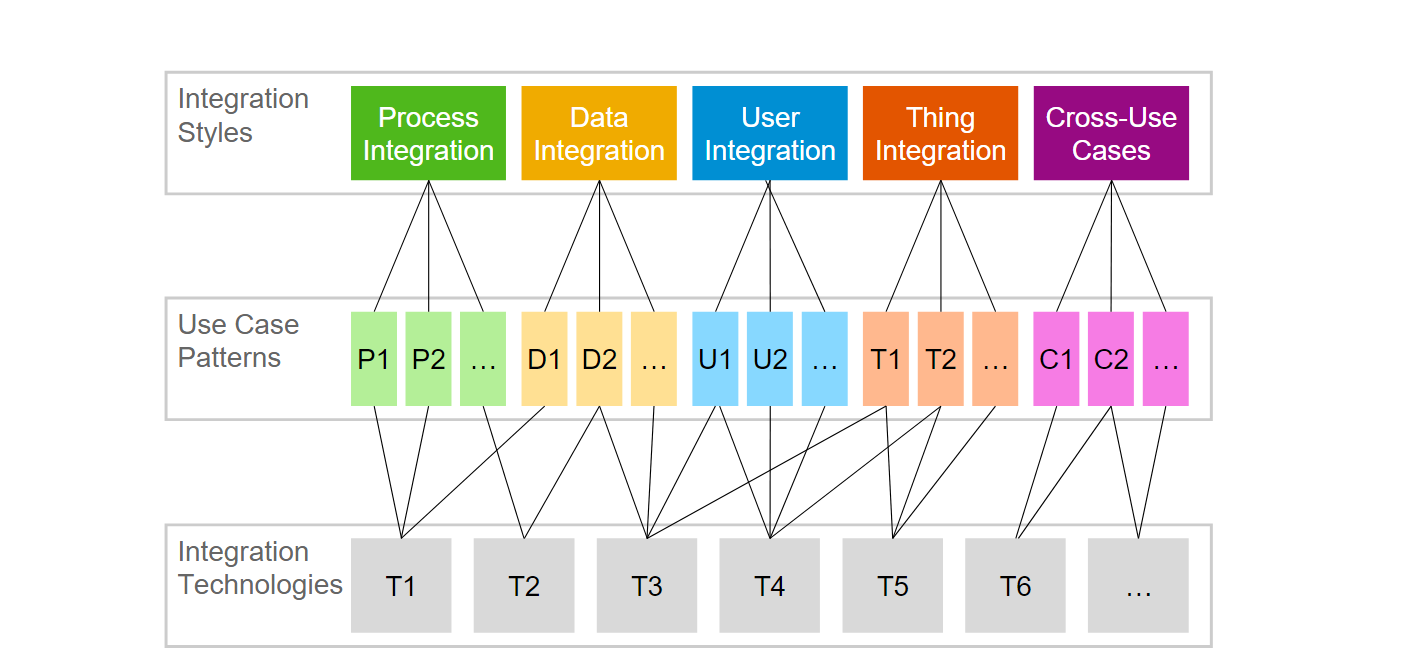 Integration
Styles
Process
Integration
Data
Integration
User
Integration
Thing
Integration
Cross-Use
Cases
Use Case
Patterns
P1 P2 … D1 D2 … U1 U2 … T1 T2 … C1 C2 …
Integration
Technologies
T1 T2 T3 T4 T5 T6 …